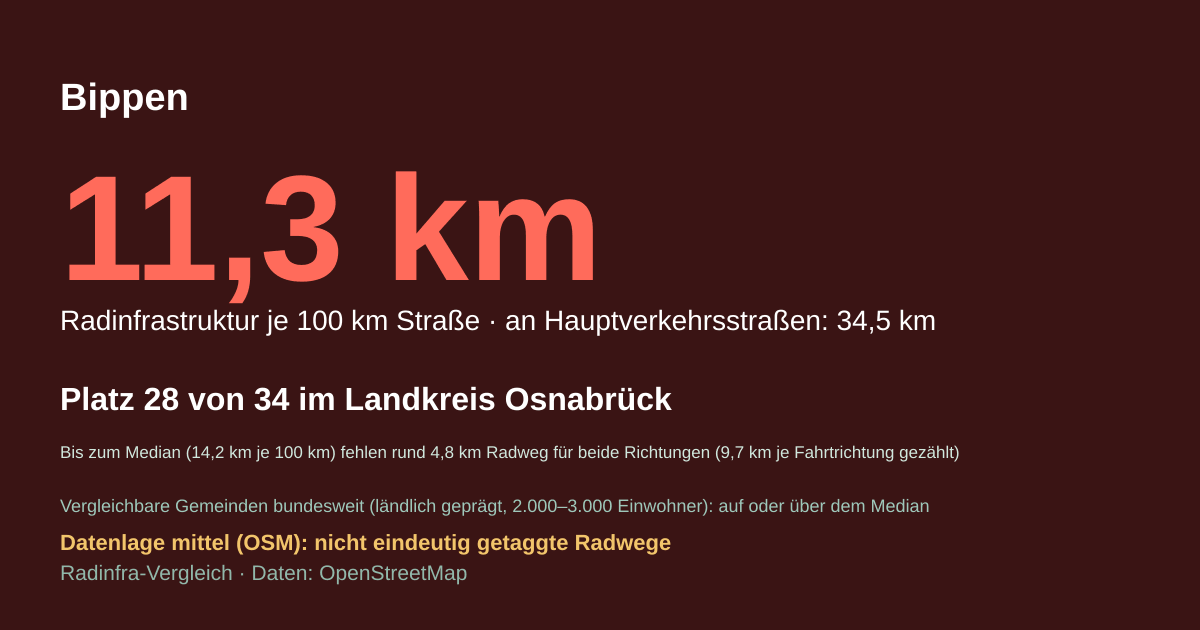 Bippen
11,3 km
Radinfrastruktur je 100 km Straße · an Hauptverkehrsstraßen: 34,5 km
Platz 28 von 34 im Landkreis Osnabrück
Bis zum Median (14,2 km je 100 km) fehlen rund 4,8 km Radweg für beide Richtungen (9,7 km je Fahrtrichtung gezählt)
Vergleichbare Gemeinden bundesweit (ländlich geprägt, 2.000–3.000 Einwohner): auf oder über dem Median
Datenlage mittel (OSM): nicht eindeutig getaggte Radwege
Radinfra-Vergleich · Daten: OpenStreetMap